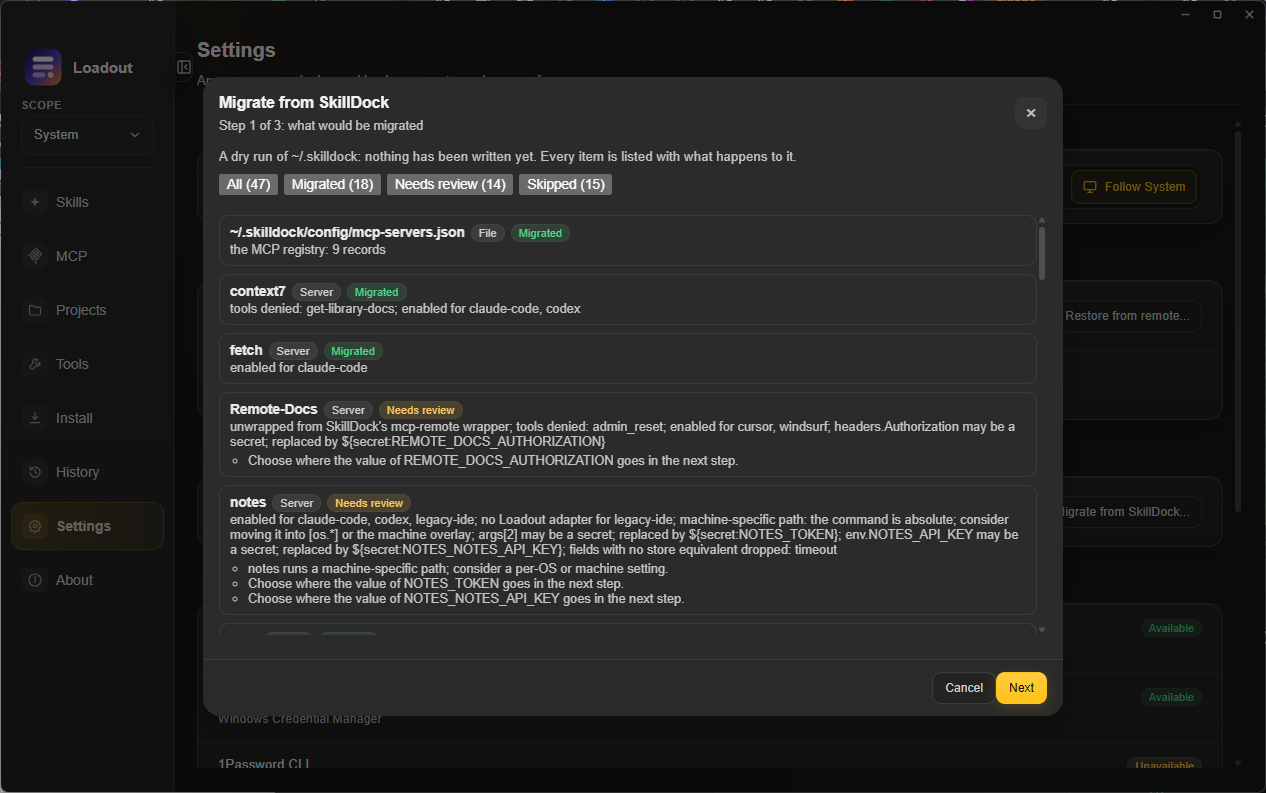 Loadout
SCOPE
System
Skills
MCP
Projects
Tools
Install
History
Settings
About
Settings
Follow System
Restore from remote...
Migrate from SkillDock...
Available
Available
Windows Credential Manager
1Password CLI
Unavailable
Migrate from SkillDock
Step 1 of 3: what would be migrated
A dry run of ~/.skilldock: nothing has been written yet. Every item is listed with what happens to it.
All (47) Migrated (18) Needs review (14) Skipped (15)
~/.skilldock/config/mcp-servers.json File Migrated
the MCP registry: 9 records
context7 Server Migrated
tools denied: get-library-docs; enabled for claude-code, codex
fetch Server Migrated
enabled for claude-code
Remote-Docs Server Needs review
unwrapped from SkillDock's mcp-remote wrapper; tools denied: admin_reset; enabled for cursor, windsurf; headers.Authorization may be a
secret; replaced by ${secret:REMOTE_DOCS_AUTHORIZATION}
Choose where the value of REMOTE_DOCS_AUTHORIZATION goes in the next step.
notes Server Needs review
enabled for claude-code, codex, legacy-ide; no Loadout adapter for legacy-ide; machine-specific path: the command is absolute; consider
moving it into [os.*] or the machine overlay; args[2] may be a secret; replaced by ${secret:NOTES_TOKEN}; env.NOTES_API_KEY may be
a secret; replaced by ${secret:NOTES_NOTES_API_KEY}; fields with no store equivalent dropped: timeout
notes runs a machine-specific path; consider a per-OS or machine setting.
Choose where the value of NOTES_TOKEN goes in the next step.
Choose where the value of NOTES_NOTES_API_KEY goes in the next step.
Cancel Next